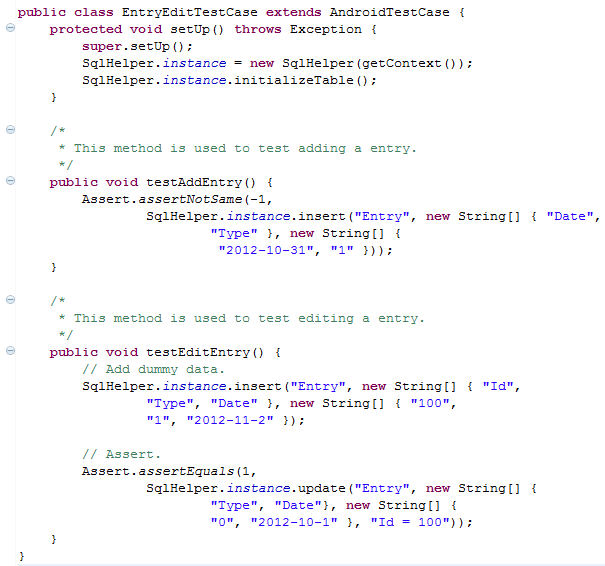 public class EntryEditTestCase extends AndroidTestCase {
    protected void setUp() throws Exception {
        super.setUp();
        SqlHelper.instance = new SqlHelper(getContext());
        SqlHelper.instance.initializeTable();
    }

    /*
     * This method is used to test adding a entry.
     */
    public void testAddEntry() {
        Assert.assertNotSame(-1,
                SqlHelper.instance.insert("Entry", new String[] { "Date",
                        "Type" }, new String[] {
                         "2012-10-31", "1" }));
    }

    /*
     * This method is used to test editing a entry.
     */
    public void testEditEntry() {
        // Add dummy data.
        SqlHelper.instance.insert("Entry", new String[] { "Id",
                "Type", "Date" }, new String[] { "100",
                "1", "2012-11-2" });

        // Assert.
        Assert.assertEquals(1,
                SqlHelper.instance.update("Entry", new String[] {
                        "Type", "Date"}, new String[] {
                        "0", "2012-10-1" }, "Id = 100"));
    }
}